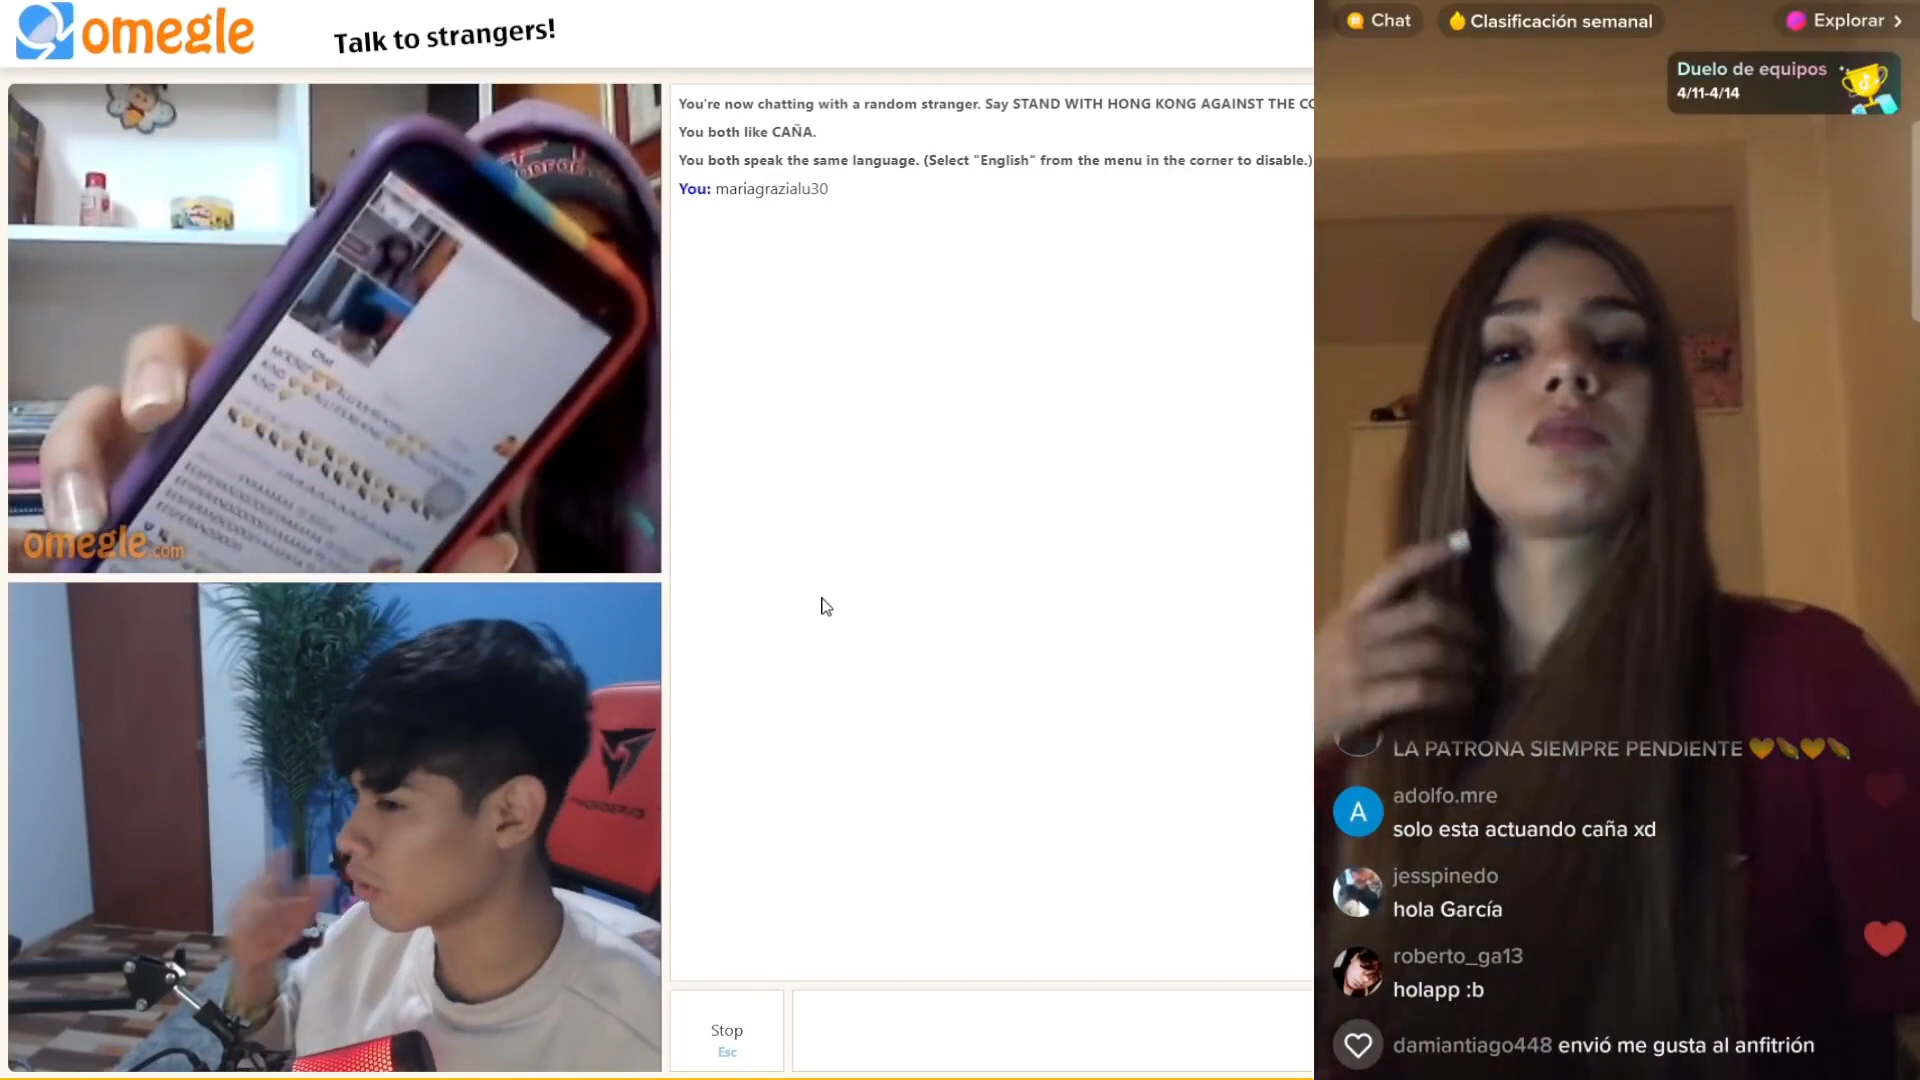 omegle
Talk to strangers!
You're now chatting with a random stranger. Say STAND WITH HONG KONG AGAINST THE CC
You both like CAÑA.
You both speak the same language. (Select "English" from the menu in the corner to disable.)
You: mariagrazialu30
omegle.com
Chat
Stop
Esc
Chat
Clasificación semanal
Explorar
Duelo de equipos
4/11-4/14
LA PATRONA SIEMPRE PENDIENTE 💛🫔💛🫔
A
adolfo.mre
solo esta actuando caña xd
jesspinedo
hola García
roberto_ga13
holapp :b
damiantiago448 envió me gusta al anfitrión